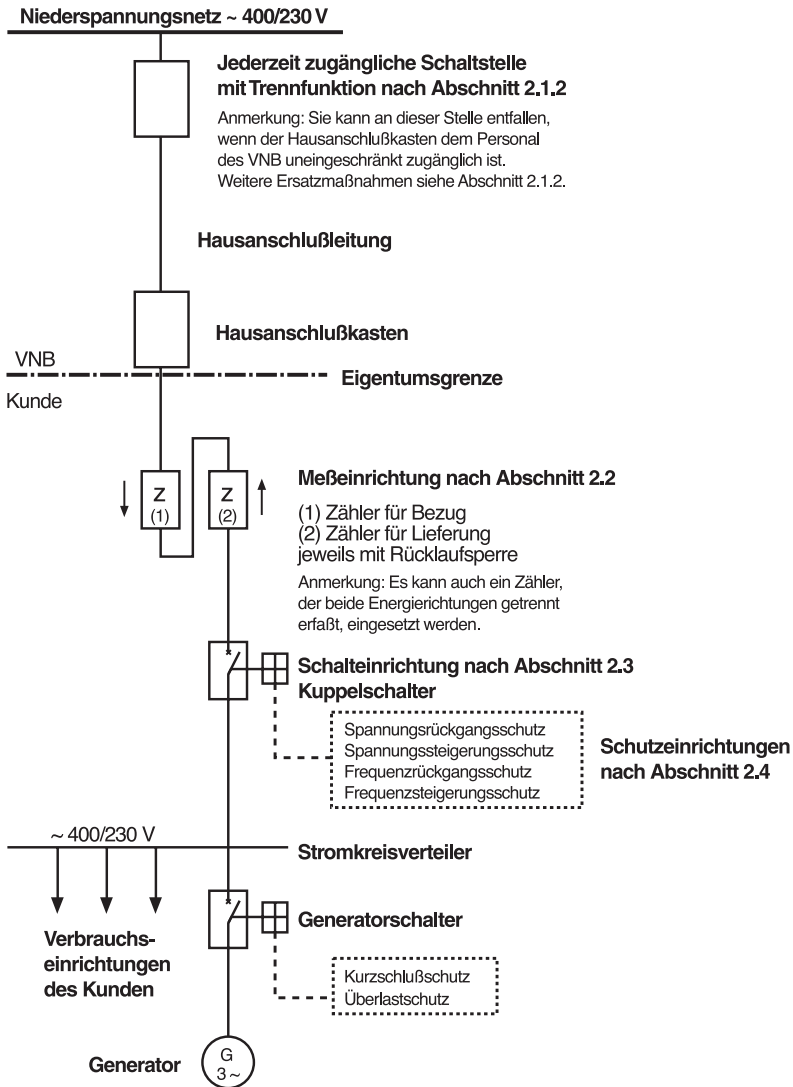 Niederspannungsnetz ~ 400/230 V
Jederzeit zugängliche Schaltstelle
mit Trennfunktion nach Abschnitt 2.1.2
Anmerkung: Sie kann an dieser Stelle entfallen,
wenn der Hausanschlußkasten dem Personal
des VNB uneingeschränkt zugänglich ist.
Weitere Ersatzmaßnahmen siehe Abschnitt 2.1.2.
Hausanschlußleitung
Hausanschlußkasten
VNB
Eigentumsgrenze
Kunde
Z
(1)
Z
(2)
Meßeinrichtung nach Abschnitt 2.2
(1) Zähler für Bezug
(2) Zähler für Lieferung
jeweils mit Rücklaufsperre
Anmerkung: Es kann auch ein Zähler,
der beide Energierichtungen getrennt
erfaßt, eingesetzt werden.
Schalteinrichtung nach Abschnitt 2.3
Kuppelschalter
Spannungsrückgangsschutz
Spannungssteigerungsschutz
Frequenzrückgangsschutz
Frequenzsteigerungsschutz
Schutzeinrichtungen
nach Abschnitt 2.4
~ 400/230 V
Stromkreisverteiler
Generatorschalter
Verbrauchs-
einrichtungen
des Kunden
Kurzschlußschutz
Überlastschutz
Generator
G
3~